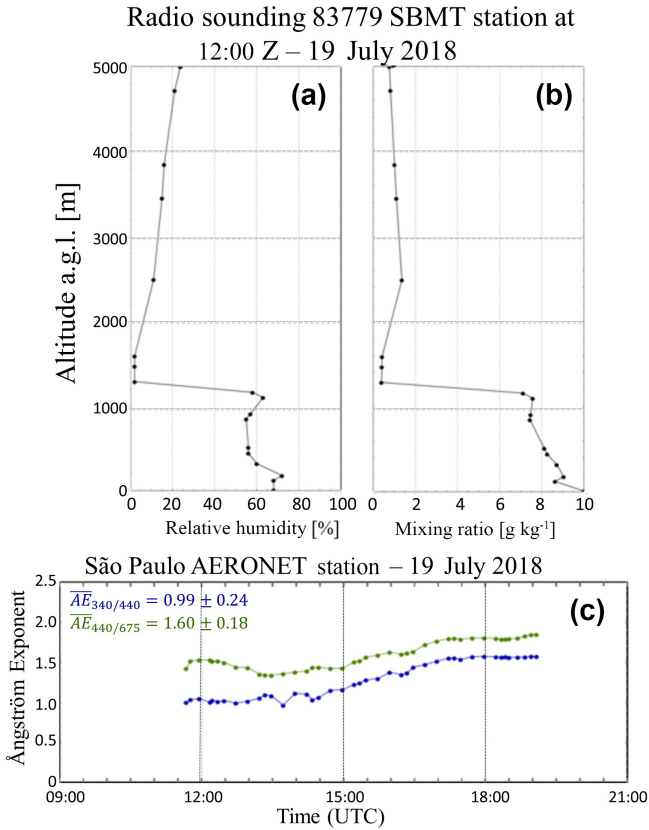 Radio sounding 83779 SBMT station at
12:00 Z – 19 July 2018
(a)
(b)
Altitude a.g.l. [m]
5000
4000
3000
2000
1000
0
0 20 40 60 80 100
0 2 4 6 8 10
Relative humidity [%]
Mixing ratio [g kg⁻¹]
São Paulo AERONET station – 19 July 2018
(c)
AE340/440 = 0.99 ± 0.24
AE440/675 = 1.60 ± 0.18
Ångström Exponent
2.5
2.0
1.5
1.0
0.5
0
09:00 12:00 15:00 18:00 21:00
Time (UTC)